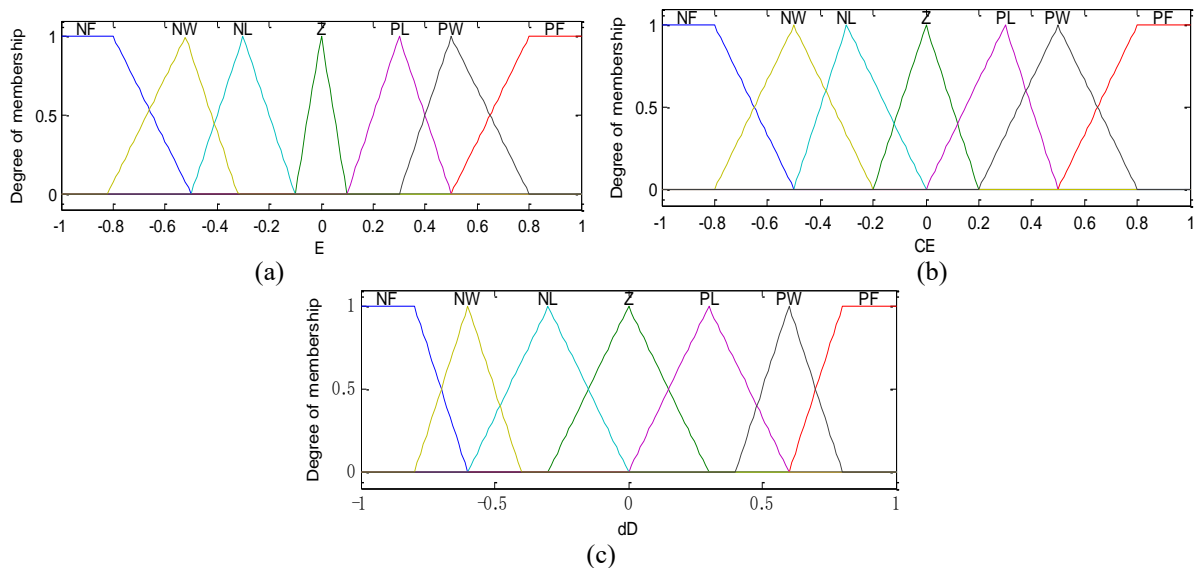 NF NW NL Z PL PW PF
1
0.5
0
Degree of membership
-1 -0.8 -0.6 -0.4 -0.2 0 0.2 0.4 0.6 0.8 1
E
(a)
NF NW NL Z PL PW PF
1
0.5
0
Degree of membership
-1 -0.8 -0.6 -0.4 -0.2 0 0.2 0.4 0.6 0.8 1
CE
(b)
NF NW NL Z PL PW PF
1
0.5
0
Degree of membership
-1 -0.5 0 0.5 1
dD
(c)